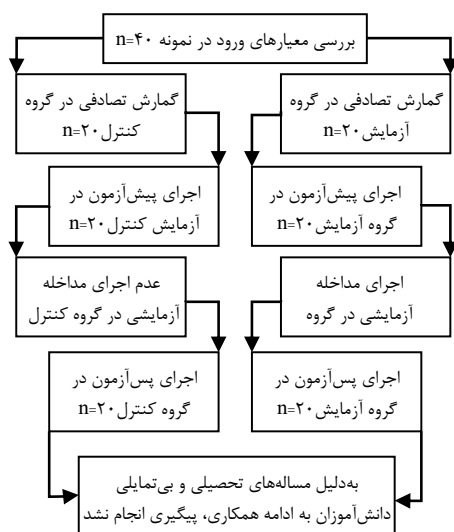 بررسی معیارهای ورود در نمونه n=۴۰
گمارش تصادفی در گروه
آزمایش n=۲۰
گمارش تصادفی در گروه
کنترل n=۲۰
اجرای پیش‌آزمون در
گروه آزمایش n=۲۰
اجرای پیش‌آزمون در
آزمایش کنترل n=۲۰
اجرای مداخله
آزمایشی در گروه
عدم اجرای مداخله
آزمایشی در گروه کنترل
اجرای پس‌آزمون در
گروه آزمایش n=۲۰
اجرای پس‌آزمون در
گروه کنترل n=۲۰
به‌دلیل مساله‌های تحصیلی و بی‌تمایلی
دانش‌آموزان به ادامه همکاری، پیگیری انجام نشد